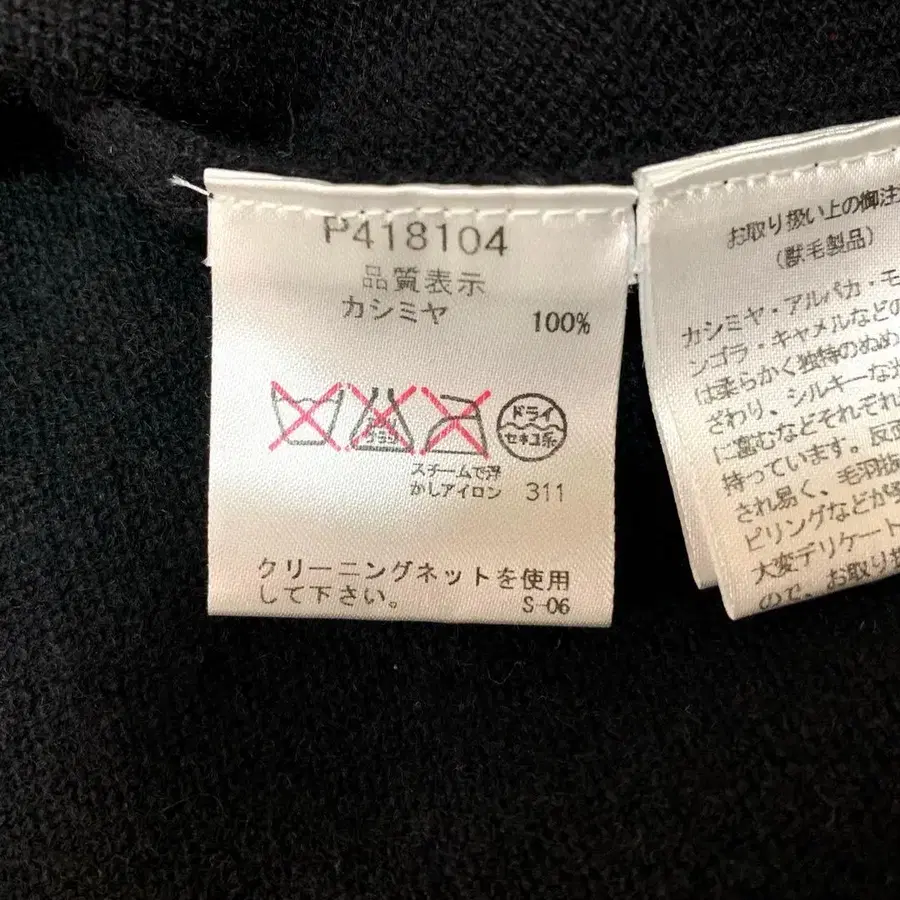 P418104
品質表示
カシミヤ 100%
ドライ
セキユ系
スチームで浮
かしアイロン 311
クリーニングネットを使用
して下さい。 S-06
お取り扱い上の御注
(獣毛製品)
カシミヤ・アルパカ・モ
ンゴラ・キャメルなどの
は柔らかく独特のぬめ
ざわり、シルキーな光
に富むなどそれぞれ
持っています。反面
され易く、毛羽抜
ピリングなどが
大変デリケート
ので、お取り扱